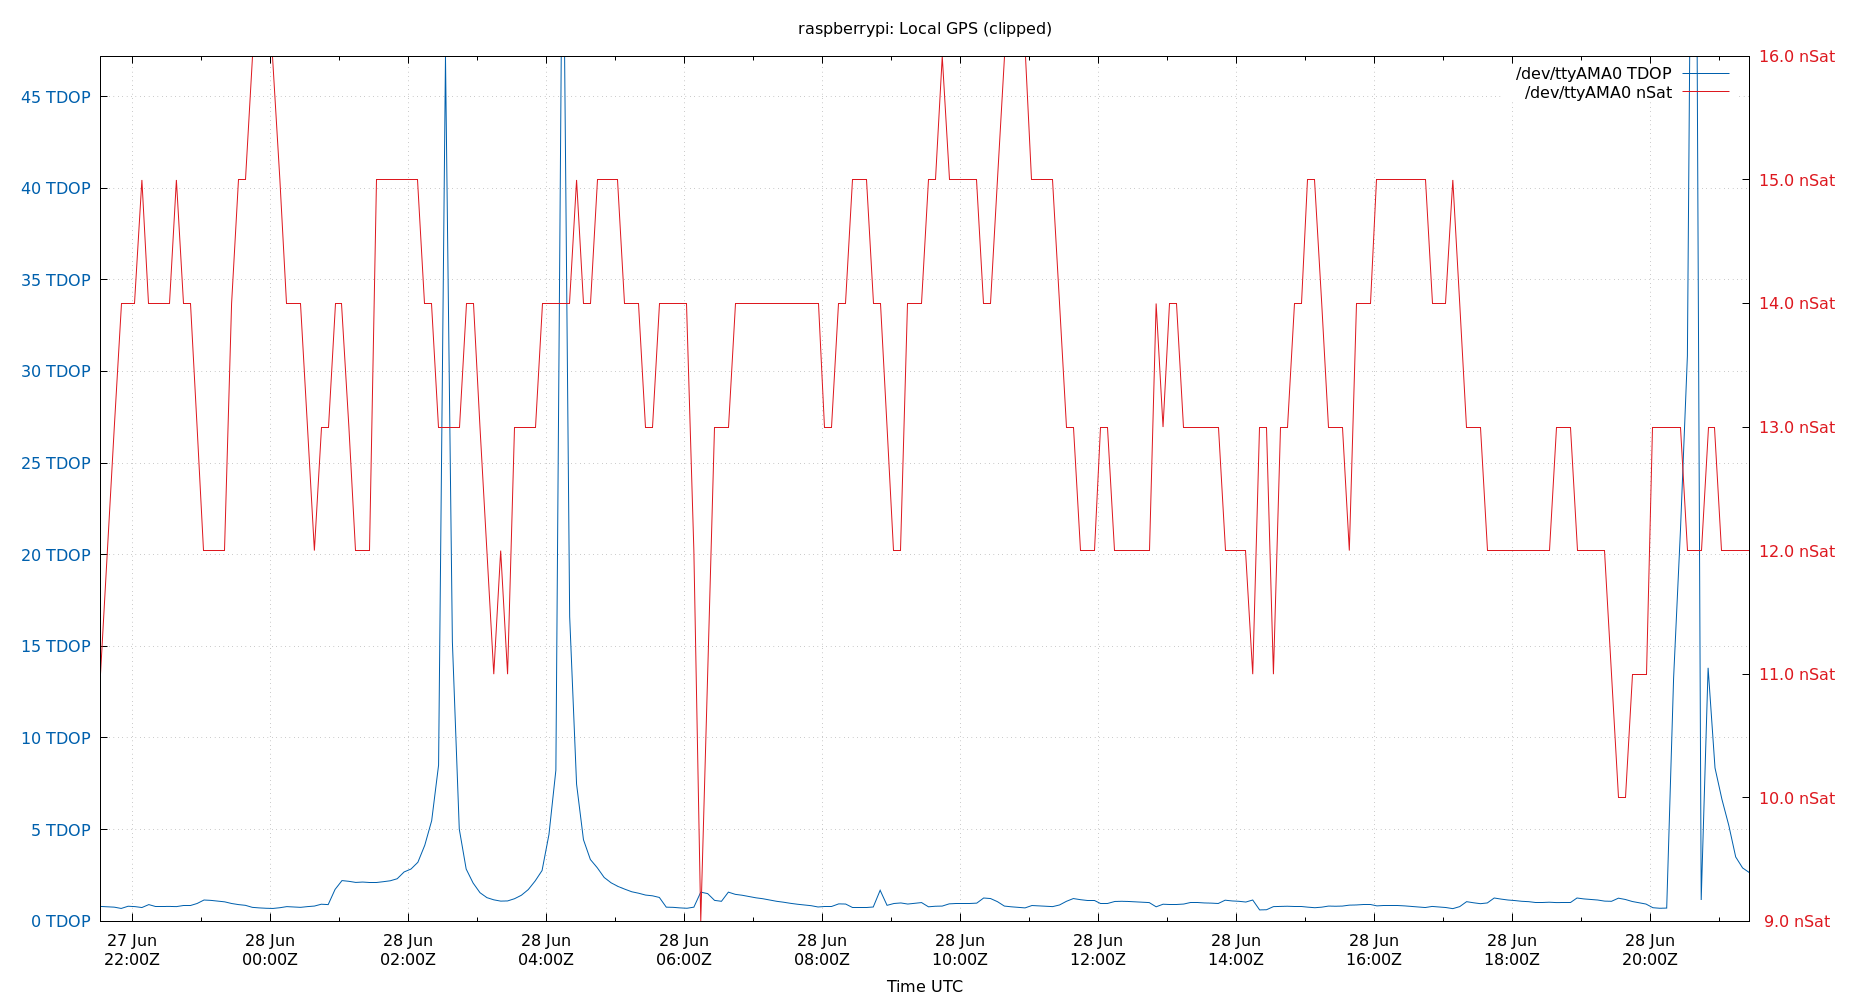 raspberrypi: Local GPS (clipped)
/dev/ttyAMA0 TDOP
/dev/ttyAMA0 nSat
45 TDOP
40 TDOP
35 TDOP
30 TDOP
25 TDOP
20 TDOP
15 TDOP
10 TDOP
5 TDOP
0 TDOP
16.0 nSat
15.0 nSat
14.0 nSat
13.0 nSat
12.0 nSat
11.0 nSat
10.0 nSat
9.0 nSat
27 Jun
22:00Z
28 Jun
00:00Z
28 Jun
02:00Z
28 Jun
04:00Z
28 Jun
06:00Z
28 Jun
08:00Z
28 Jun
10:00Z
28 Jun
12:00Z
28 Jun
14:00Z
28 Jun
16:00Z
28 Jun
18:00Z
28 Jun
20:00Z
Time UTC